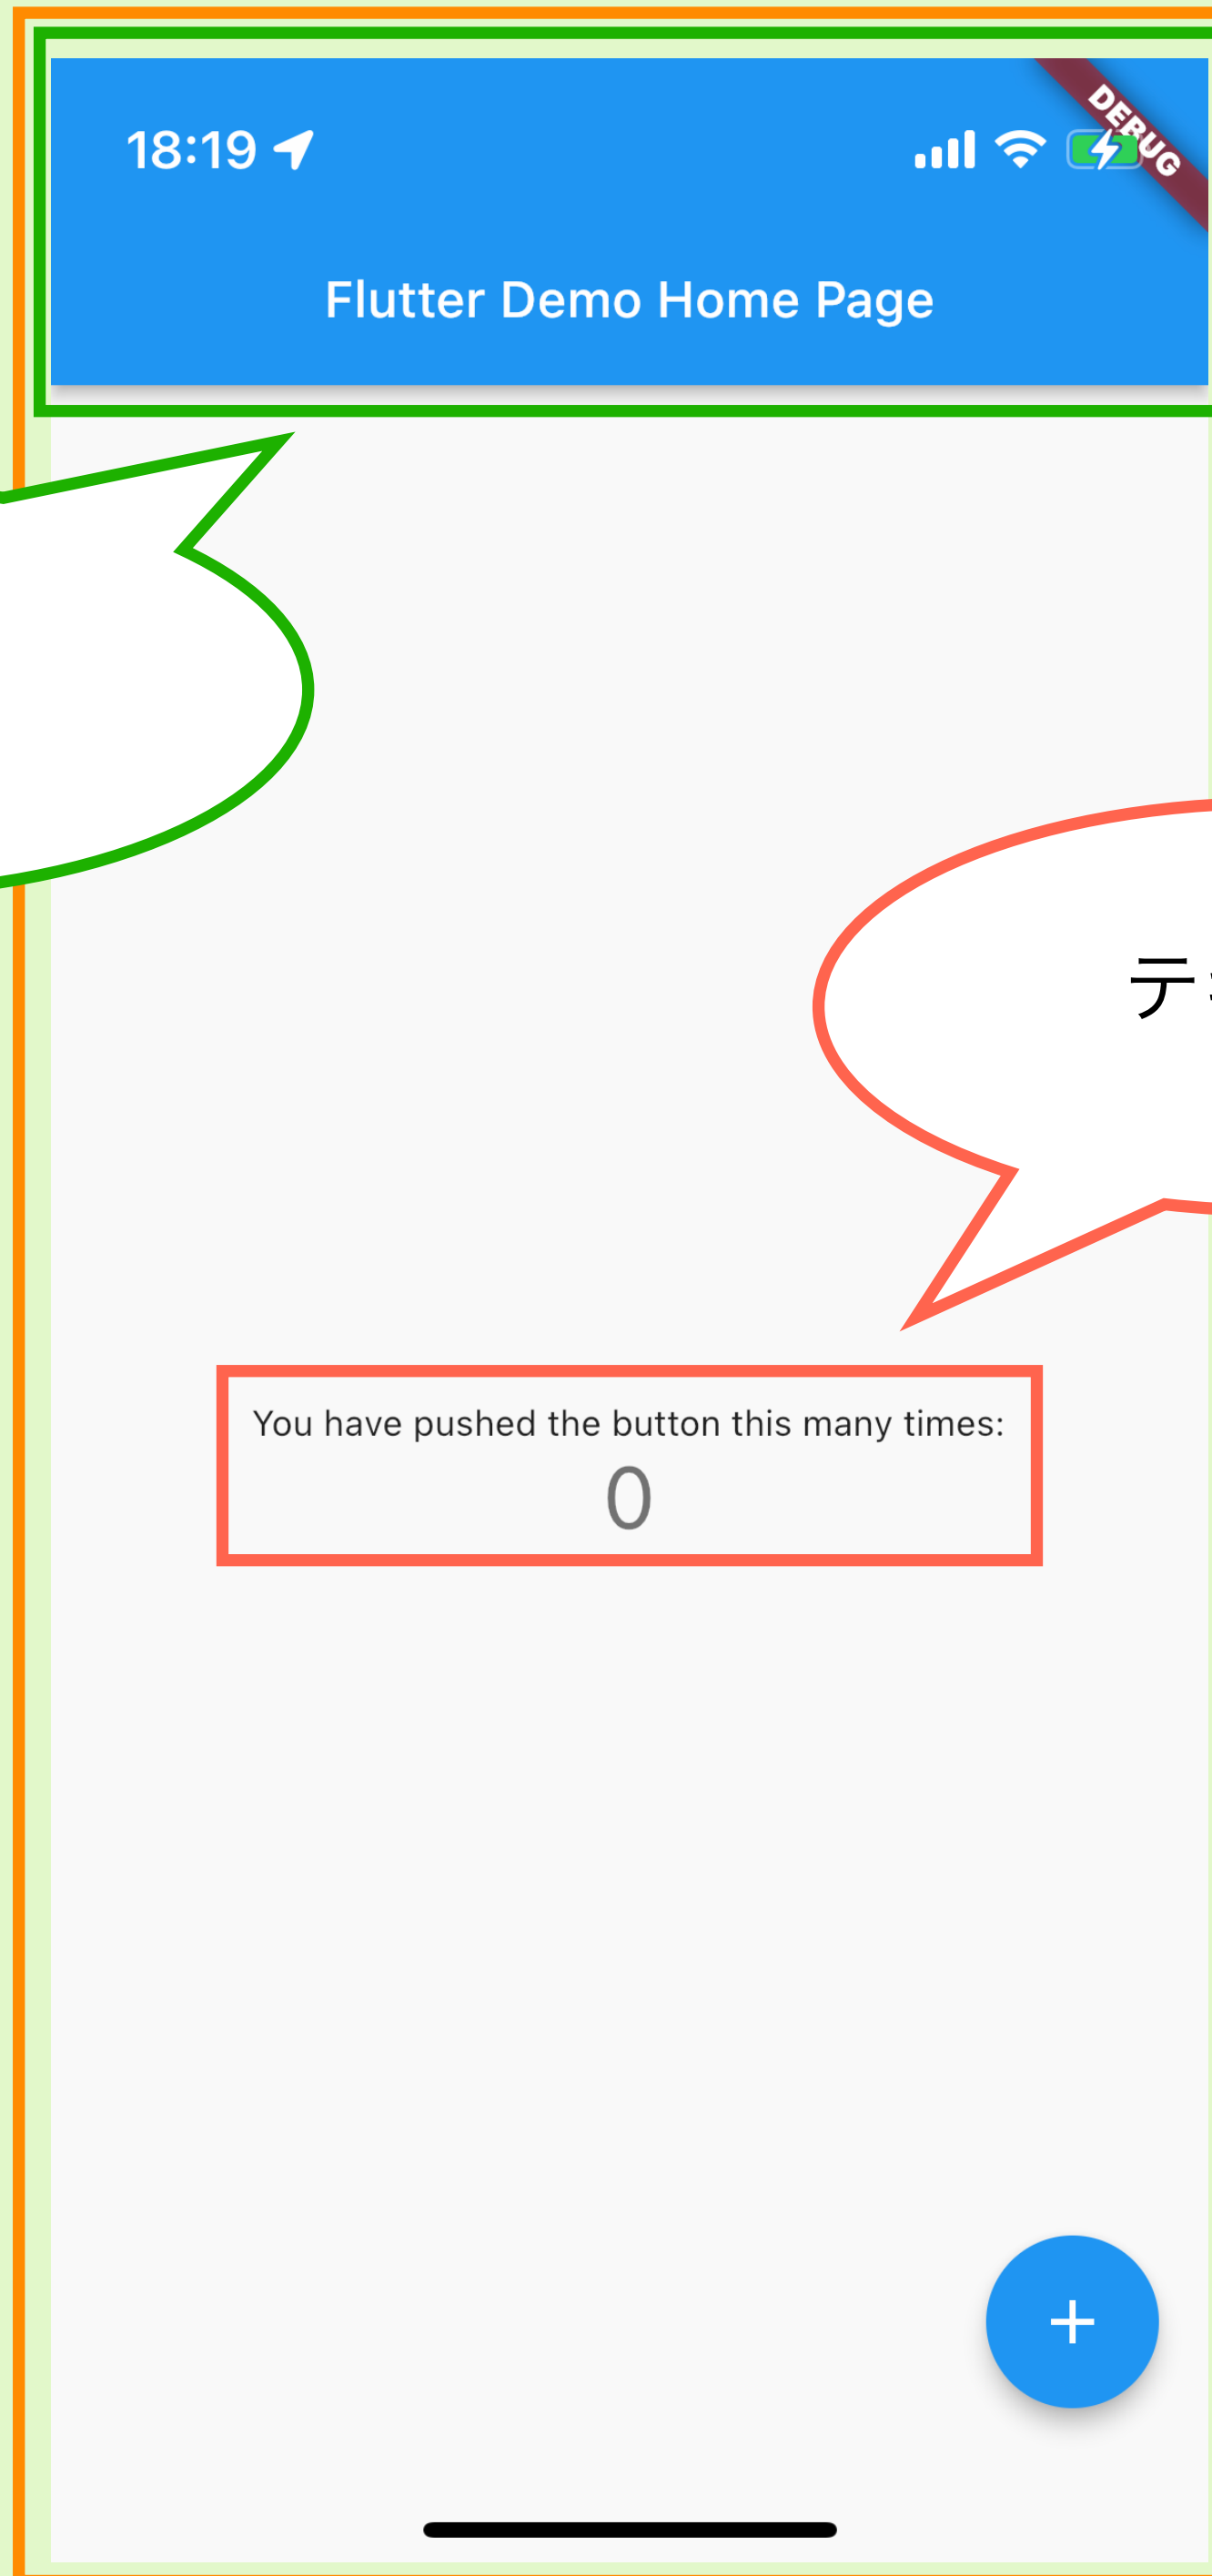 18:19
DEBUG
Flutter Demo Home Page
テ
You have pushed the button this many times:
0
+